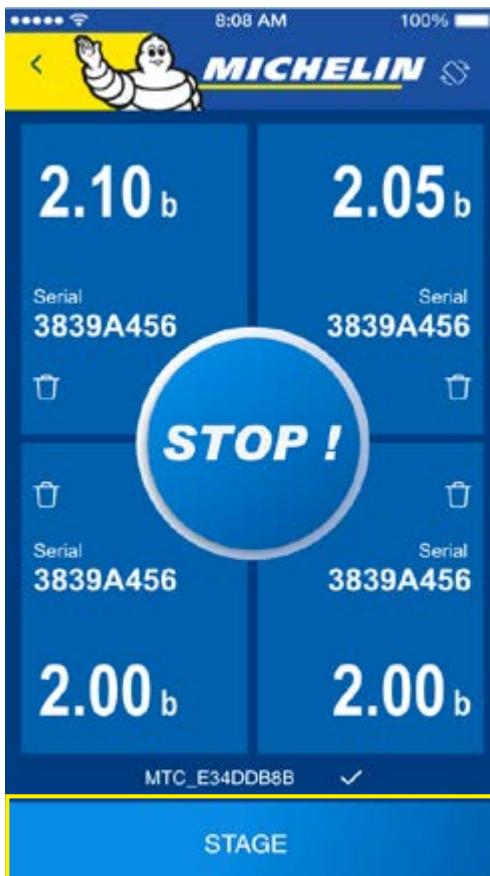 8:08 AM 100%
MICHELIN
2.10 b 2.05 b
Serial Serial
3839A456 3839A456
STOP !
Serial Serial
3839A456 3839A456
2.00 b 2.00 b
MTC_E34DDB8B
STAGE